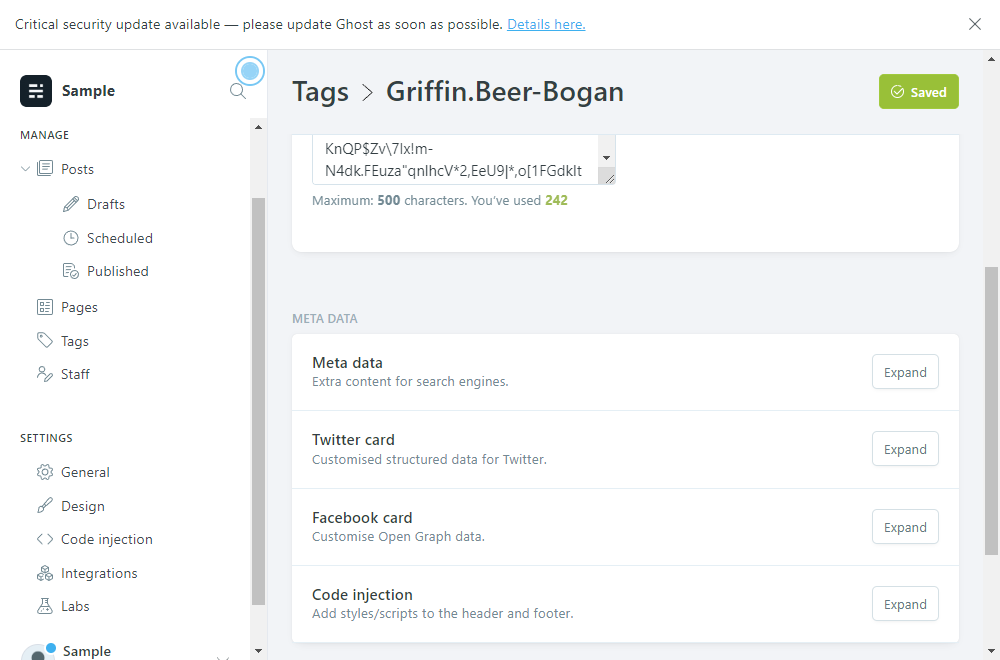 Critical security update available — please update Ghost as soon as possible. Details here.
Sample
MANAGE
Posts
Drafts
Scheduled
Published
Pages
Tags
Staff
SETTINGS
General
Design
Code injection
Integrations
Labs
Sample
Tags > Griffin.Beer-Bogan
Saved
KnQP$Zv\7lx!m-
N4dk.FEuza"qnlhcV*2,EeU9|*,o[1FGdklt
Maximum: 500 characters. You've used 242
META DATA
Meta data
Extra content for search engines.
Expand
Twitter card
Customised structured data for Twitter.
Expand
Facebook card
Customise Open Graph data.
Expand
Code injection
Add styles/scripts to the header and footer.
Expand